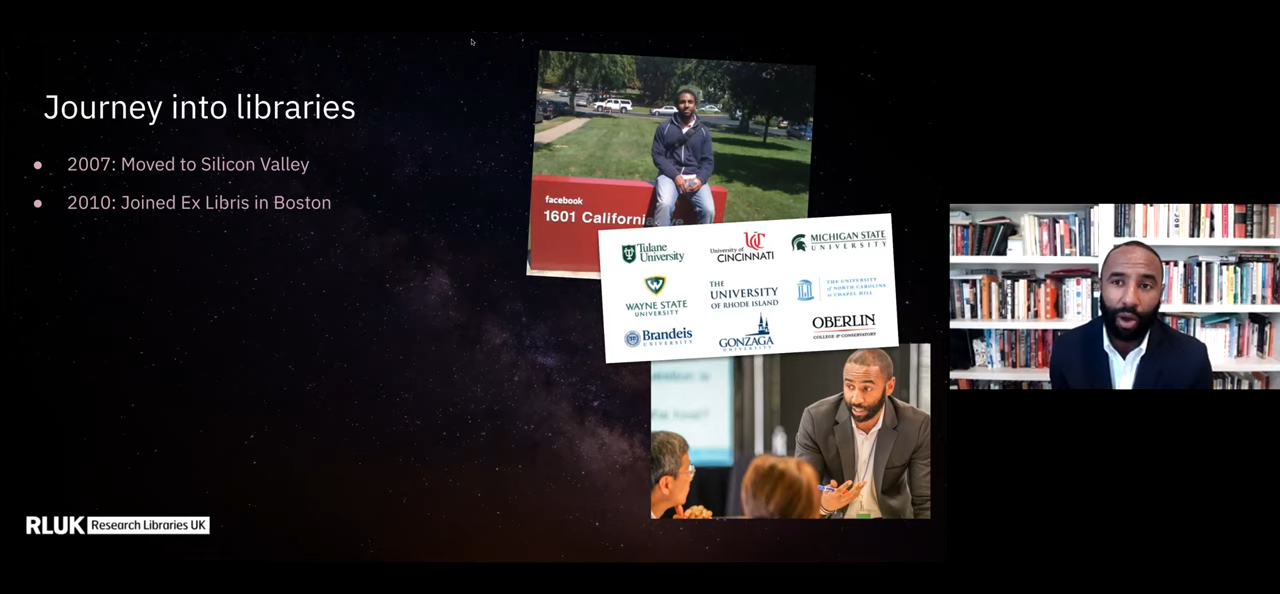 Journey into libraries
● 2007: Moved to Silicon Valley
● 2010: Joined Ex Libris in Boston
facebook
1601 California
Tulane
University
University of
CINCINNATI
MICHIGAN STATE
UNIVERSITY
WAYNE STATE
UNIVERSITY
THE
UNIVERSITY
OF RHODE ISLAND
THE UNIVERSITY
of NORTH CAROLINA
at CHAPEL HILL
Brandeis
UNIVERSITY
GONZAGA
UNIVERSITY
OBERLIN
COLLEGE & CONSERVATORY
RLUK Research Libraries UK